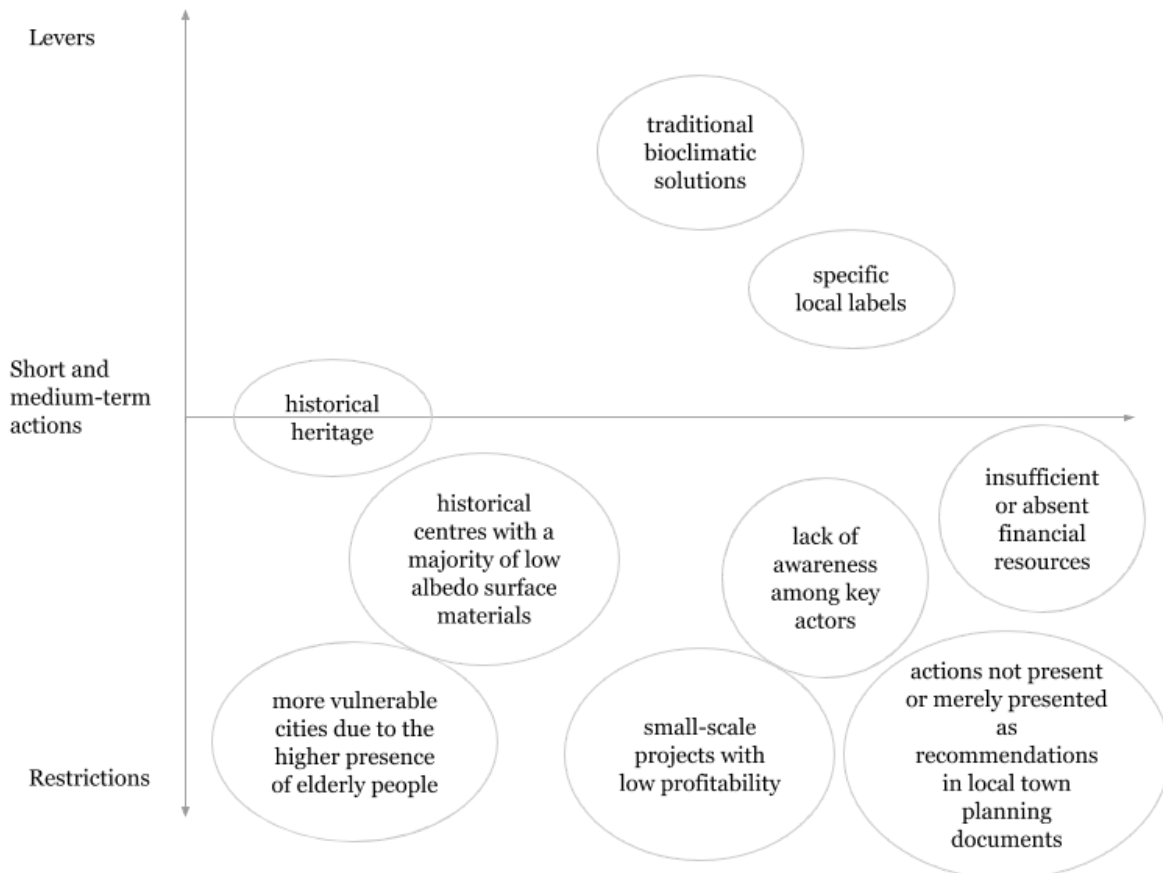 Levers
traditional
bioclimatic
solutions
specific
local labels
Short and
medium-term
actions
historical
heritage
historical
centres with a
majority of low
albedo surface
materials
lack of
awareness
among key
actors
insufficient
or absent
financial
resources
more vulnerable
cities due to the
higher presence
of elderly people
small-scale
projects with
low profitability
actions not present
or merely presented
as
recommendations
in local town
planning
documents
Restrictions